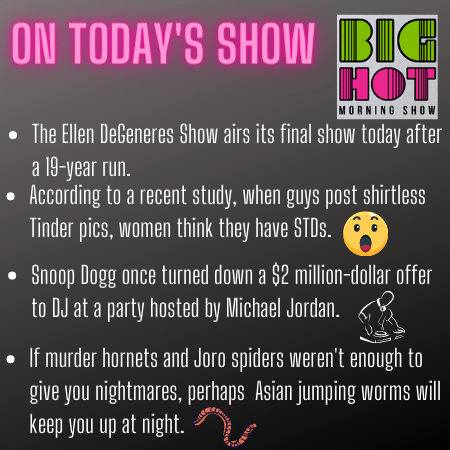 ON TODAY'S SHOW
BIG
HOT
MORNING SHOW
• The Ellen DeGeneres Show airs its final show today after
a 19-year run.
• According to a recent study, when guys post shirtless
Tinder pics, women think they have STDs.
• Snoop Dogg once turned down a $2 million-dollar offer
to DJ at a party hosted by Michael Jordan.
• If murder hornets and Joro spiders weren't enough to
give you nightmares, perhaps Asian jumping worms will
keep you up at night.